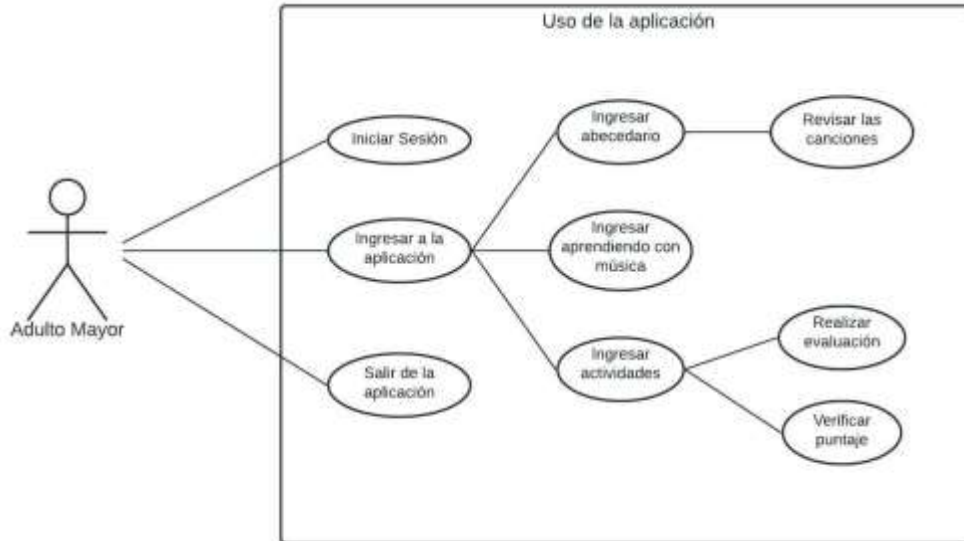 Uso de la aplicación
Iniciar Sesión
Ingresar a la
aplicación
Salir de la
aplicación
Ingresar
abecedario
Revisar las
canciones
Ingresar
aprendiendo con
música
Ingresar
actividades
Realizar
evaluación
Verificar
puntaje
Adulto Mayor